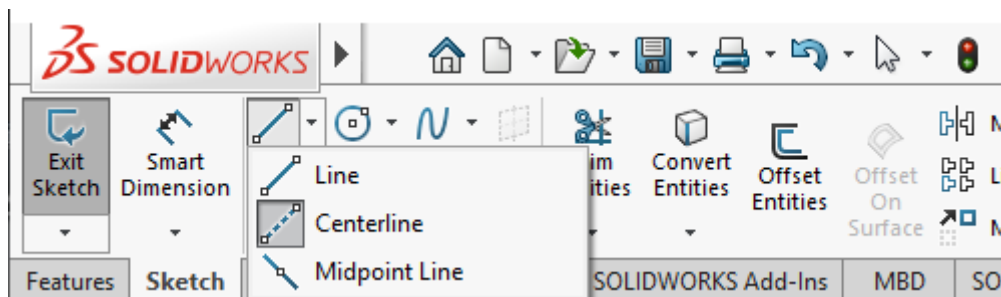 SOLIDWORKS
Exit Sketch
Smart Dimension
Line
Centerline
Midpoint Line
Convert Entities
Offset Entities
Offset On Surface
Features
Sketch
SOLIDWORKS Add-Ins
MBD